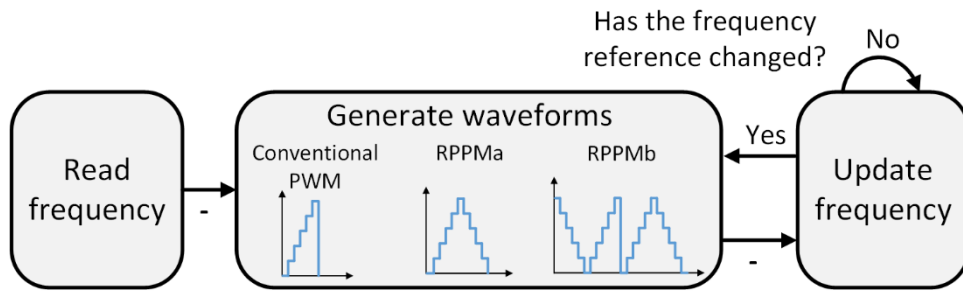 Has the frequency
reference changed?
No
Generate waveforms
Conventional
PWM
RPPMa
RPPMb
Read
frequency
-
Yes
-
Update
frequency